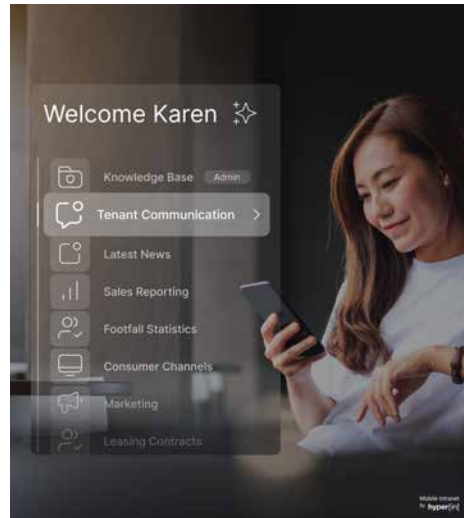 Welcome Karen
Knowledge Base Admin
Tenant Communication
Latest News
Sales Reporting
Footfall Statistics
Consumer Channels
Marketing
Leasing Contracts
Mobile Intranet
by hyper[in]